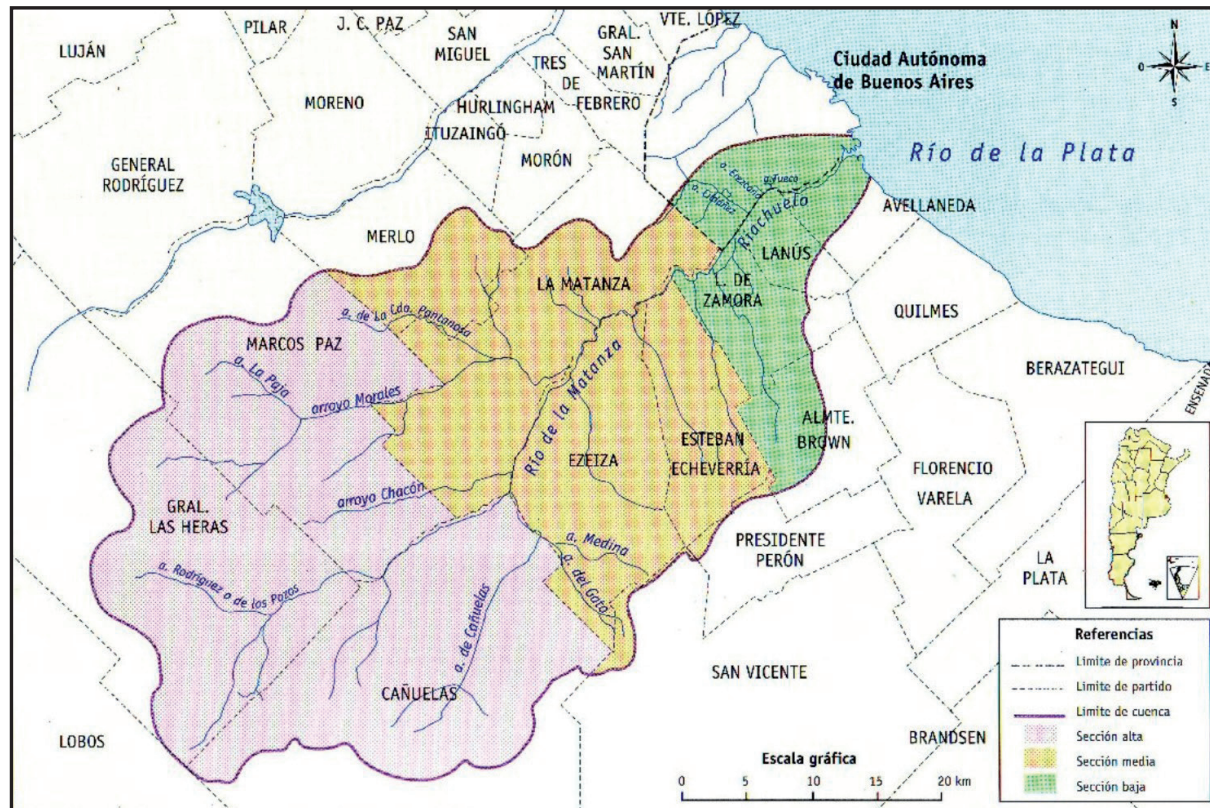 LUJÁN
PILAR
J. C. PAZ
SAN
MIGUEL
VTE. LÓPEZ
GRAL.
SAN
MARTÍN
TRES
DE
FEBRERO
MORENO
HURLINGHAM
ITUZAINGÓ
MORÓN
GENERAL
RODRÍGUEZ
MERLO
Ciudad Autónoma
de Buenos Aires
N
O
E
S
Río de la Plata
AVELLANEDA
a. Cildáñez
Riachuelo
LANÚS
L. DE
ZAMORA
LA MATANZA
QUILMES
BERAZATEGUI
ENSENADA
a. de La Cda. Pantanosa
MARCOS PAZ
a. La Paja
arroyo Morales
Río de la Matanza
ALMTE.
BROWN
ESTEBAN
ECHEVERRÍA
EZEIZA
arroyo Chacón
GRAL.
LAS HERAS
FLORENCIO
VARELA
PRESIDENTE
PERÓN
LA
PLATA
a. Medina
a. del Gato
a. Rodríguez o de los Pozos
a. de Cañuelas
CAÑUELAS
SAN VICENTE
LOBOS
BRANDSEN
Referencias
Límite de provincia
Límite de partido
Límite de cuenca
Sección alta
Sección media
Sección baja
Escala gráfica
0 5 10 15 20 km